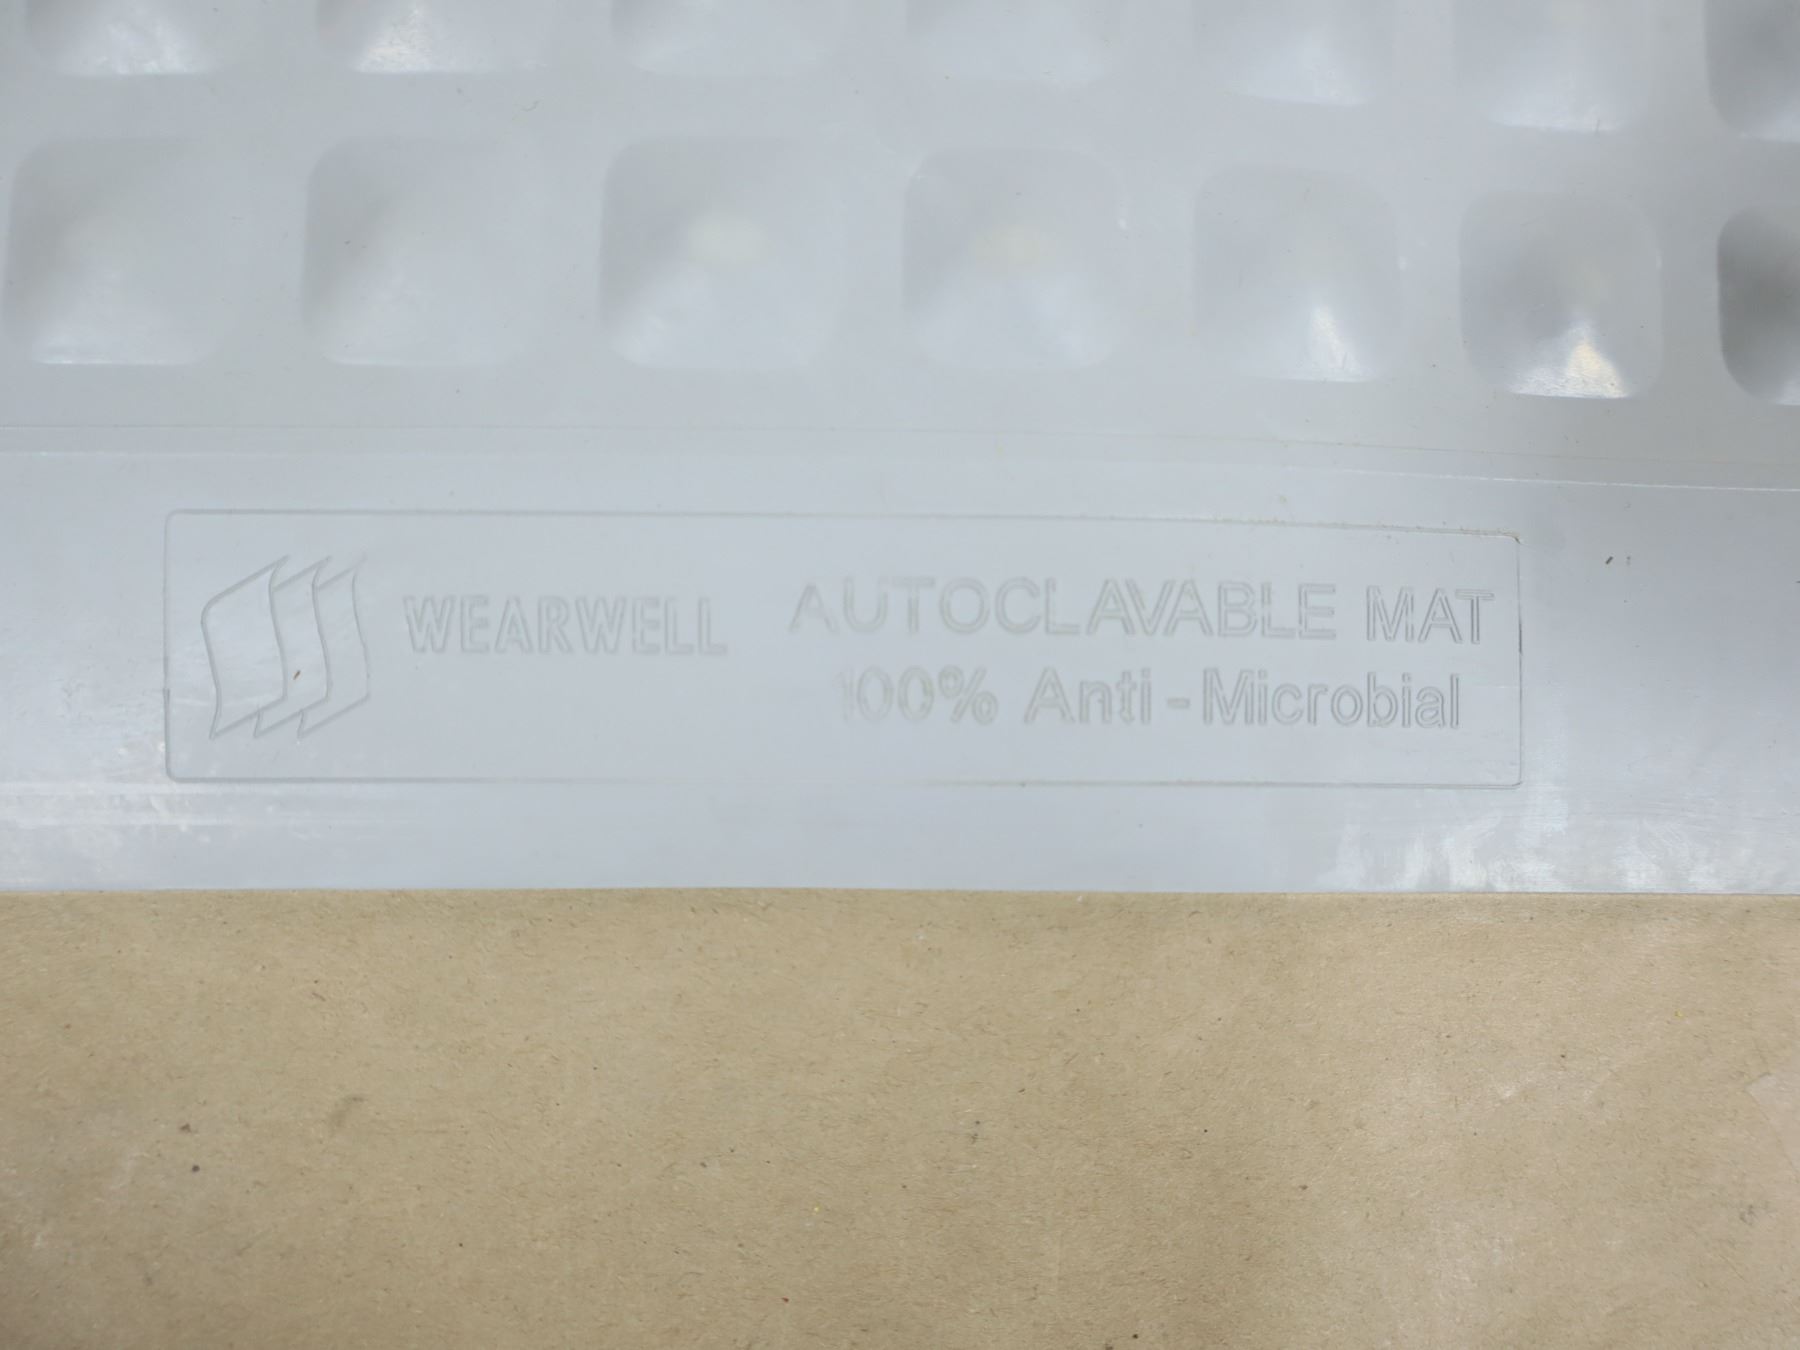 WEARWELL
AUTOCLAVABLE MAT
100% Anti-Microbial